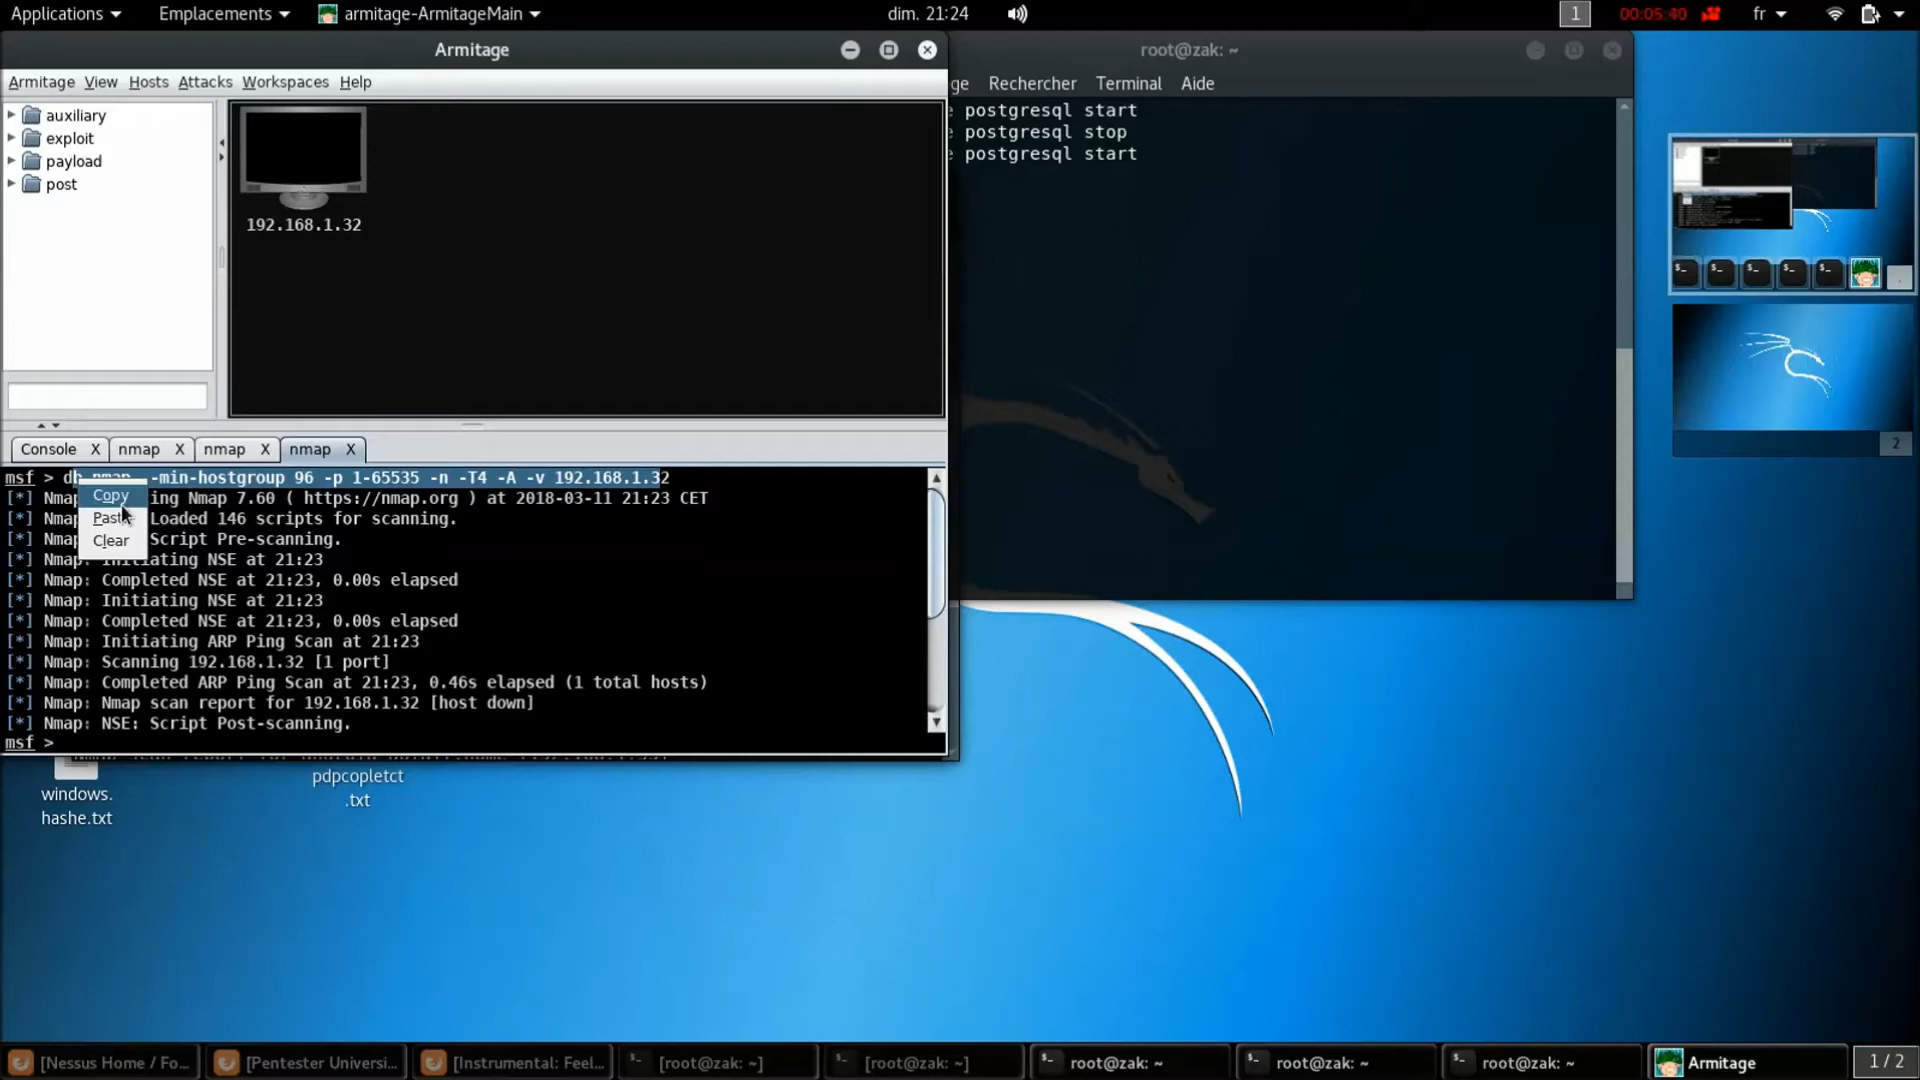 Applications
Emplacements
armitage-ArmitageMain
dim. 21:24
1
00:05:40
fr
Armitage
Armitage View Hosts Attacks Workspaces Help
auxiliary
exploit
payload
post
192.168.1.32
Console X
nmap X
nmap X
nmap X
msf > db nmap --min-hostgroup 96 -p 1-65535 -n -T4 -A -v 192.168.1.32
[*] Nmap ing Nmap 7.60 ( https://nmap.org ) at 2018-03-11 21:23 CET
[*] Nmap Loaded 146 scripts for scanning.
[*] Nmap Script Pre-scanning.
[*] Nmap: Initiating NSE at 21:23
[*] Nmap: Completed NSE at 21:23, 0.00s elapsed
[*] Nmap: Initiating NSE at 21:23
[*] Nmap: Completed NSE at 21:23, 0.00s elapsed
[*] Nmap: Initiating ARP Ping Scan at 21:23
[*] Nmap: Scanning 192.168.1.32 [1 port]
[*] Nmap: Completed ARP Ping Scan at 21:23, 0.46s elapsed (1 total hosts)
[*] Nmap: Nmap scan report for 192.168.1.32 [host down]
[*] Nmap: NSE: Script Post-scanning.
msf >
Copy
Paste
Clear
root@zak: ~
ge Rechercher Terminal Aide
e postgresql start
e postgresql stop
e postgresql start
2
windows.
hashe.txt
pdpcopletct
.txt
[Nessus Home / Fo...
[Pentester Universi...
[Instrumental: Feel...
[root@zak: ~]
[root@zak: ~]
root@zak: ~
root@zak: ~
root@zak: ~
Armitage
1 / 2